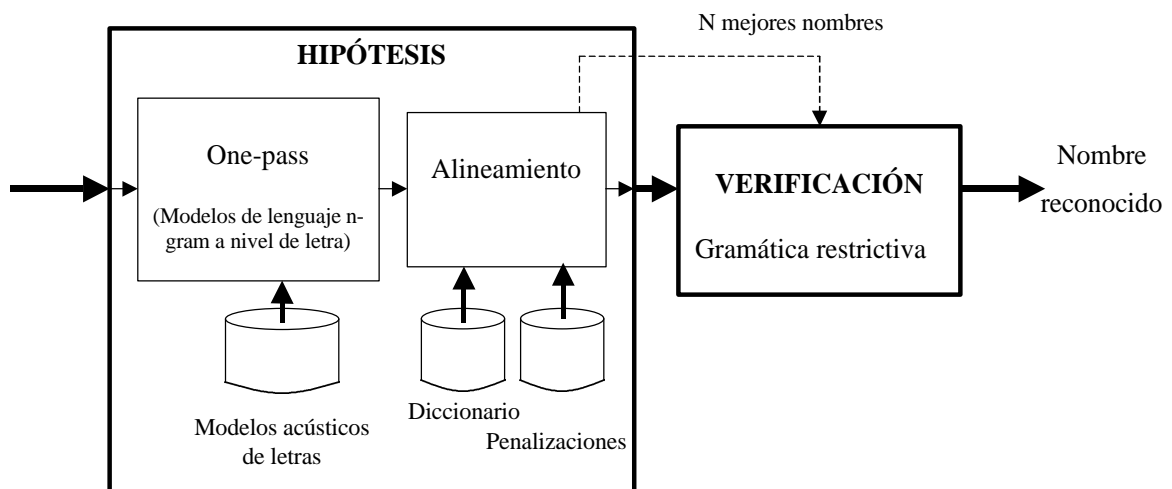 N mejores nombres
HIPÓTESIS
One-pass
(Modelos de lenguaje n-
gram a nivel de letra)
Alineamiento
VERIFICACIÓN
Gramática restrictiva
Nombre
reconocido
Modelos acústicos
de letras
Diccionario
Penalizaciones